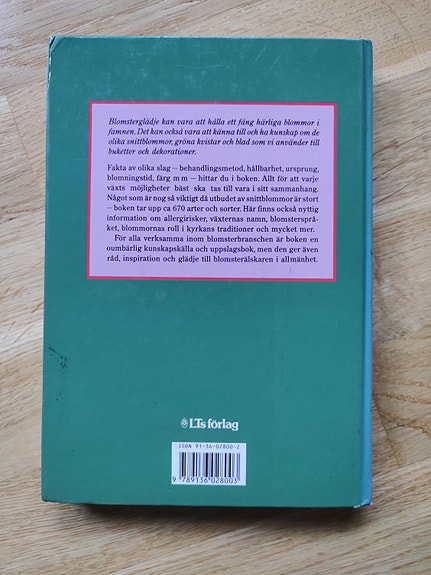 Blomsterglädje kan vara att hålla ett fång härliga blommor i
famnen. Det kan också vara att känna till och ha kunskap om de
olika snittblommor, gröna kvistar och blad som vi använder till
buketter och dekorationer.
Fakta av olika slag – behandlingsmetod, hållbarhet, ursprung,
blomningstid, färg m m – hittar du i boken. Allt för att varje
växts möjligheter bäst ska tas till vara i sitt sammanhang.
Något som är nog så viktigt då utbudet av snittblommor är stort
– boken tar upp ca 670 arter och sorter. Här finns också nyttig
information om allergirisker, växternas namn, blomstersprå-
ket, blommornas roll i kyrkans traditioner och mycket mer.
För alla verksamma inom blomsterbranschen är boken en
oumbärlig kunskapskälla och uppslagsbok, men den ger även
råd, inspiration och glädje till blomsterälskaren i allmänhet.
LTs förlag
ISBN 91-36-02800-2
9 789136 028003